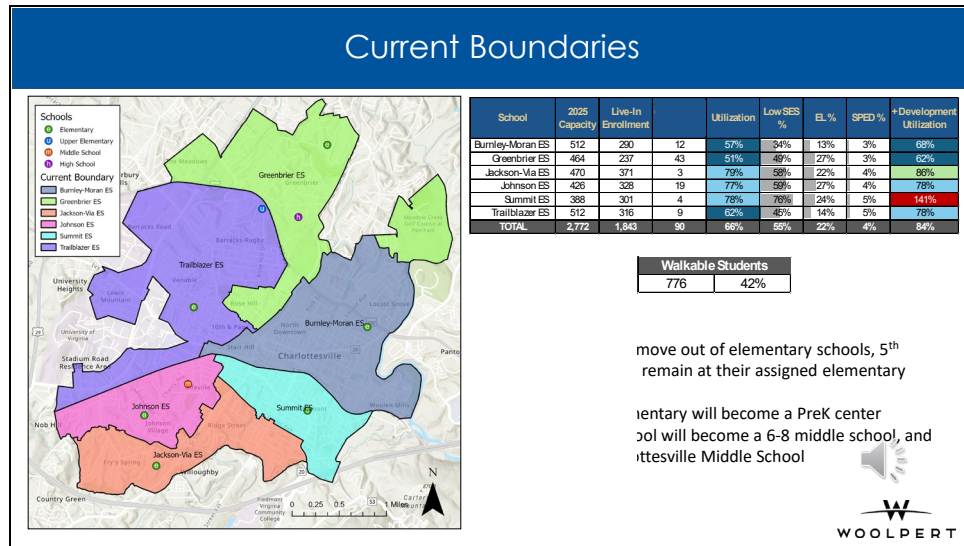 Current Boundaries
Schools
Elementary
Upper Elementary
Middle School
High School
Current Boundary
Burnley-Moran ES
Greenbrier ES
Jackson-Via ES
Johnson ES
Summit ES
Trailblazer ES
The Meadows
Greenbrier ES
Greenbrier
Meadow Creek
Golf Course at
Pen Park
Barracks Road
Barracks-Rugby
Trailblazer ES
Venable
University
Heights
Lewis
Mountain
Rose Hill
Locust Grove
10th & Page
North
Downtown
Burnley-Moran ES
University of
Virginia
Starr Hill
Charlottesville
Stadium Road
Residence Area
Woolen Mills
Johnson ES
Johnson
Village
Summit ES
Ridge Street
Jackson-Via ES
Fry's Spring
Willoughby
Country Green
Piedmont
Virginia
Community
College
N
0 0.25 0.5 1 Miles
School 2025 Capacity Live-In Enrollment Utilization Low SES % EL % SPED % + Development Utilization
Burnley-Moran ES 512 290 12 57% 34% 13% 3% 68%
Greenbrier ES 464 237 43 51% 49% 27% 3% 62%
Jackson-Via ES 470 371 3 79% 58% 22% 4% 86%
Johnson ES 426 328 19 77% 59% 27% 4% 78%
Summit ES 388 301 4 78% 76% 24% 5% 141%
Trailblazer ES 512 316 9 62% 45% 14% 5% 78%
TOTAL 2,772 1,843 90 66% 55% 22% 4% 84%
Walkable Students
776 42%
move out of elementary schools, 5th
remain at their assigned elementary
mentary will become a PreK center
ool will become a 6-8 middle school, and
ottesville Middle School
WOOLPERT